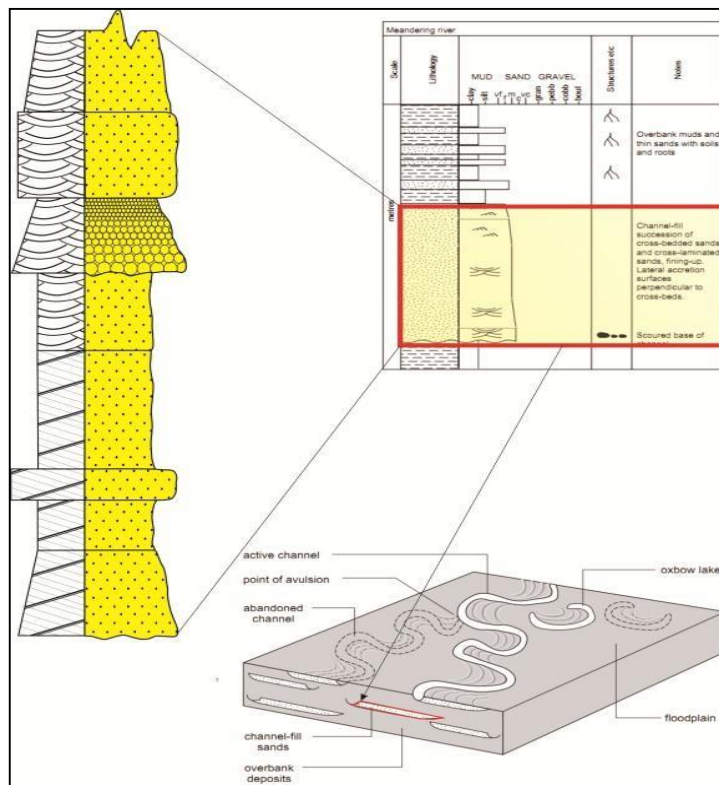 Meandering river
Scale
Lithology
MUD SAND GRAVEL
clay
silt
vf
f
m
c
vc
gran
pebb
cobb
boul
Structures etc
Notes
metres
Overbank muds and
thin sands with soils
and roots
Channel-fill
succession of
cross-bedded sands
and cross-laminated
sands, fining-up.
Lateral accretion
surfaces
perpendicular to
cross-beds.
Scoured base of
active channel
point of avulsion
abandoned
channel
oxbow lake
floodplain
channel-fill
sands
overbank
deposits